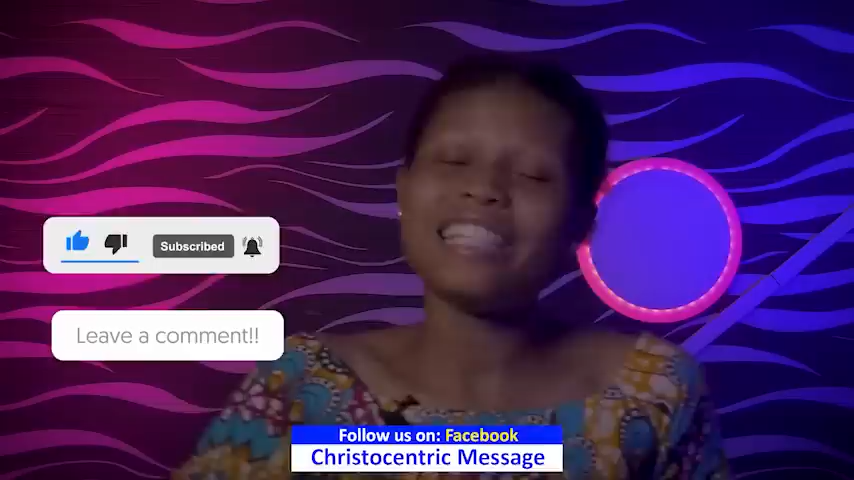 Subscribed
Leave a comment!!
Follow us on: Facebook
Christocentric Message